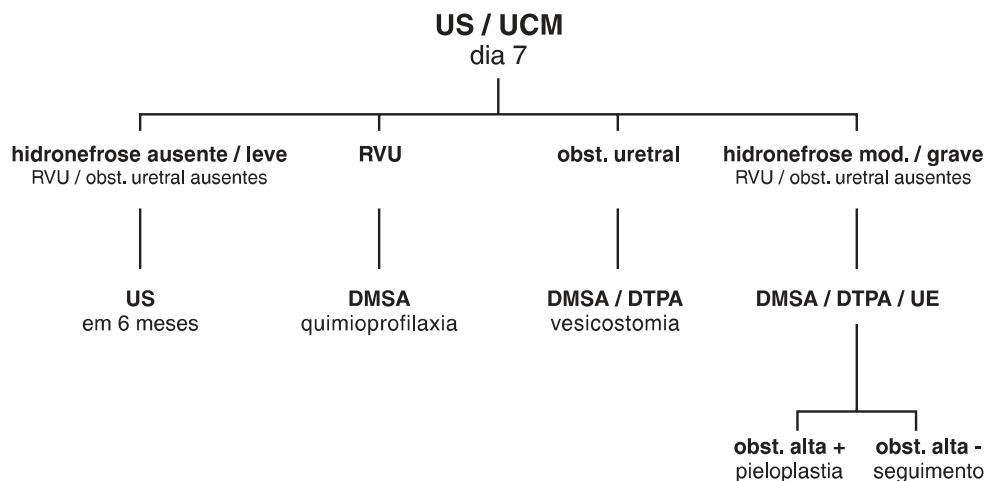 US / UCM
dia 7
hidronefrose ausente / leve
RVU / obst. uretral ausentes
RVU
obst. uretral
hidronefrose mod. / grave
RVU / obst. uretral ausentes
US
em 6 meses
DMSA
quimioprofilaxia
DMSA / DTPA
vesicostomia
DMSA / DTPA / UE
obst. alta +
pieloplastia
obst. alta -
seguimento